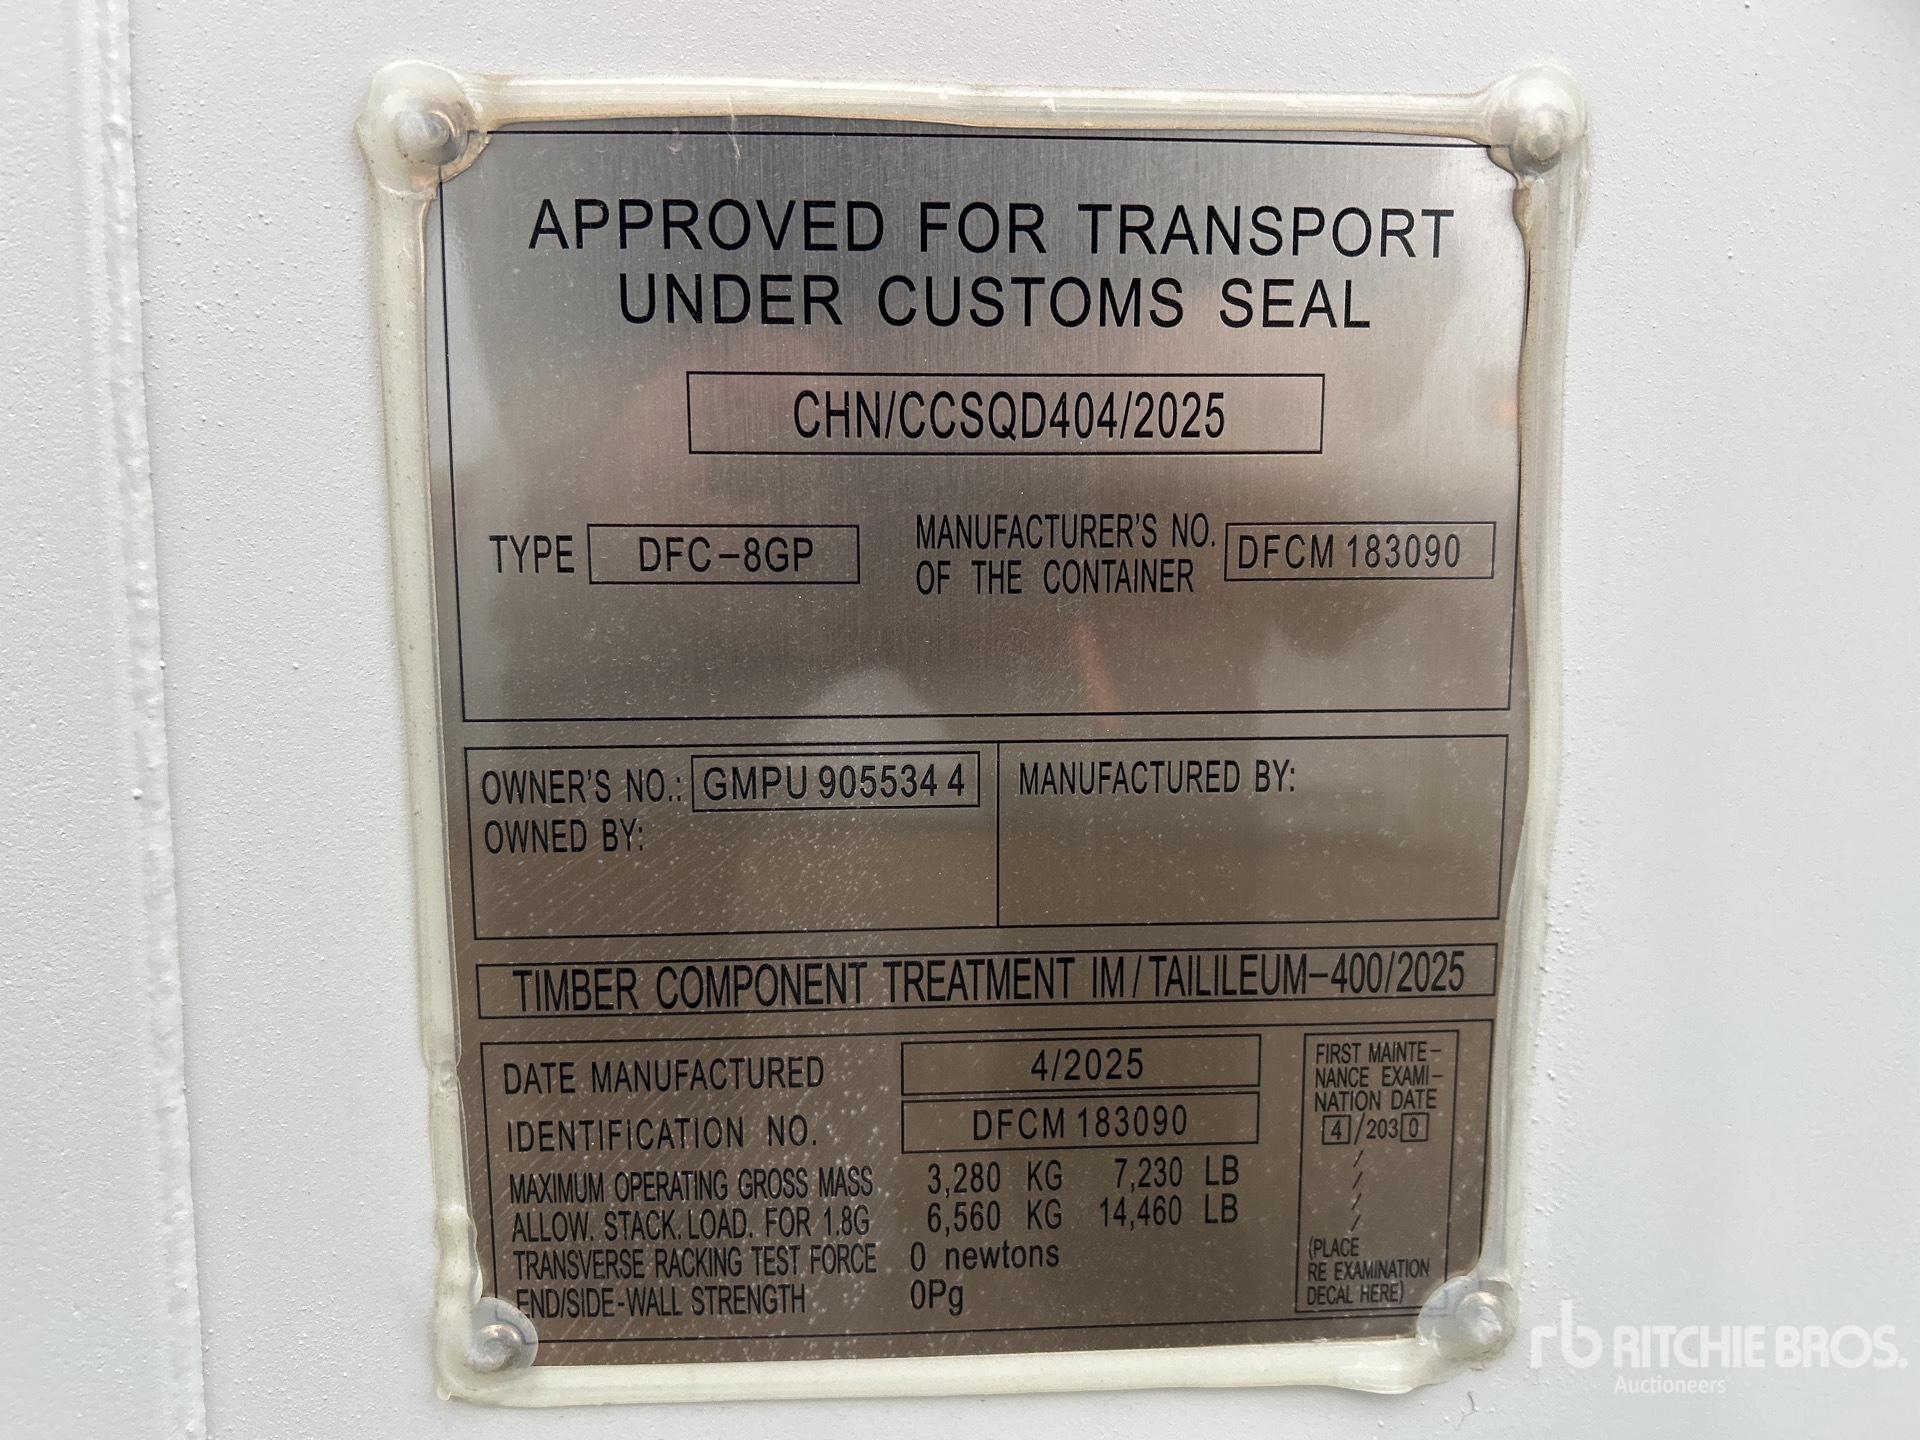 APPROVED FOR TRANSPORT
UNDER CUSTOMS SEAL
CHN/CCSQD404/2025
TYPE DFC-8GP MANUFACTURER'S NO. OF THE CONTAINER DFCM 183090
OWNER'S NO.: GMPU 905534 4
OWNED BY:
MANUFACTURED BY:
TIMBER COMPONENT TREATMENT IM/TAILILEUM-400/2025
DATE MANUFACTURED 4/2025
IDENTIFICATION NO. DFCM 183090
MAXIMUM OPERATING GROSS MASS 3,280 KG 7,230 LB
ALLOW. STACK. LOAD. FOR 1.8G 6,560 KG 14,460 LB
TRANSVERSE RACKING TEST FORCE 0 newtons
END/SIDE-WALL STRENGTH 0Pg
FIRST MAINTE-
NANCE EXAMI-
NATION DATE
4/2030
/
/
/
/
(PLACE
RE EXAMINATION
DECAL HERE)
rb RITCHIE BROS.
Auctioneers